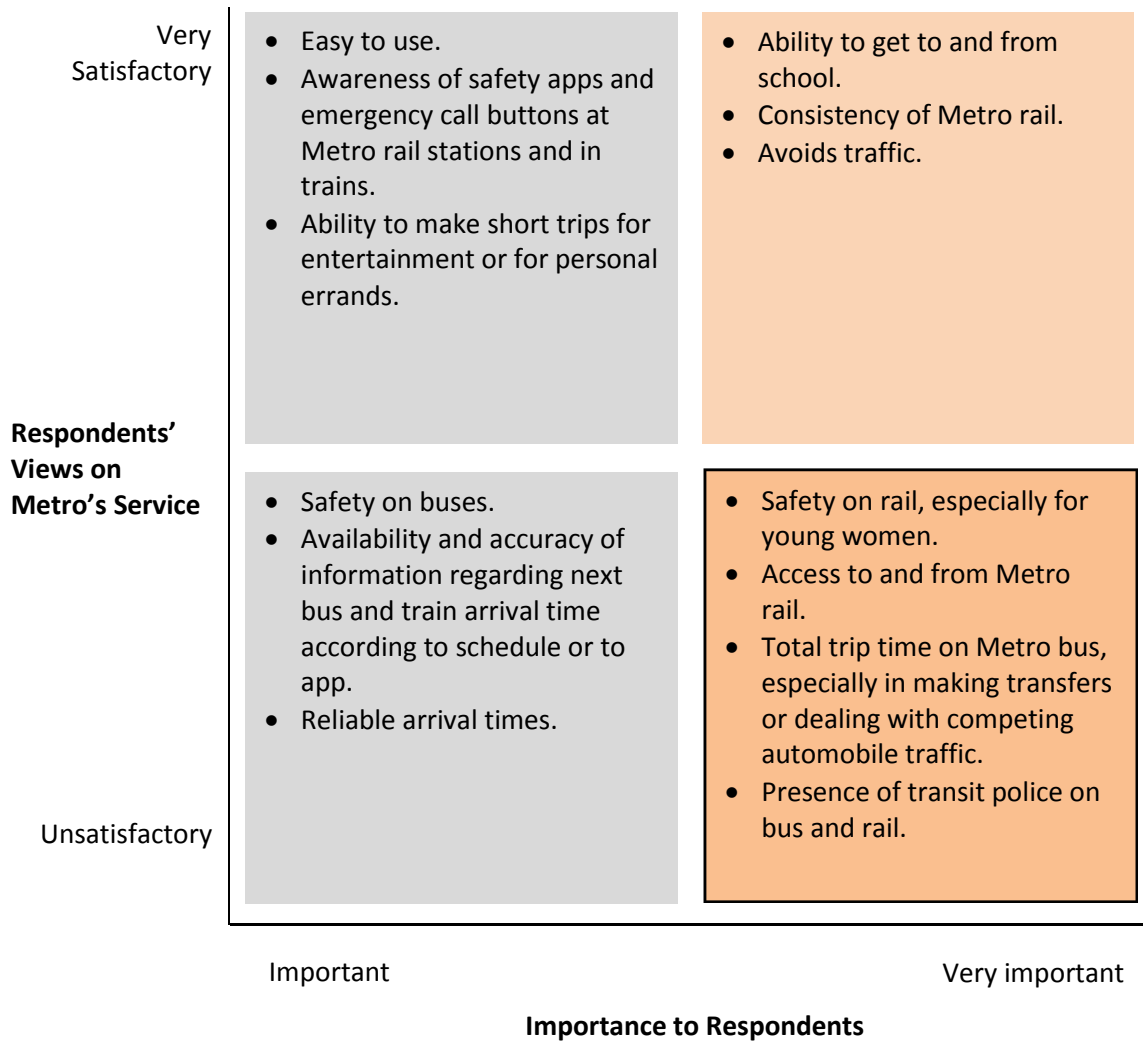 Very
Satisfactory
• Easy to use.
• Awareness of safety apps and
emergency call buttons at
Metro rail stations and in
trains.
• Ability to make short trips for
entertainment or for personal
errands.
• Ability to get to and from
school.
• Consistency of Metro rail.
• Avoids traffic.
Respondents’
Views on
Metro’s Service
• Safety on buses.
• Availability and accuracy of
information regarding next
bus and train arrival time
according to schedule or to
app.
• Reliable arrival times.
• Safety on rail, especially for
young women.
• Access to and from Metro
rail.
• Total trip time on Metro bus,
especially in making transfers
or dealing with competing
automobile traffic.
• Presence of transit police on
bus and rail.
Unsatisfactory
Important
Very important
Importance to Respondents